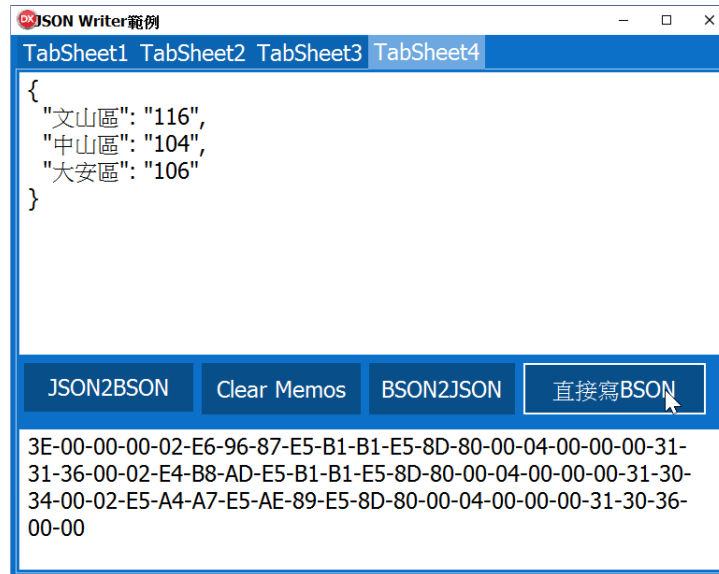 DX JSON Writer範例
TabSheet1 TabSheet2 TabSheet3 TabSheet4
{
"文山區": "116",
"中山區": "104",
"大安區": "106"
}
JSON2BSON Clear Memos BSON2JSON 直接寫BSON
3E-00-00-00-02-E6-96-87-E5-B1-B1-E5-8D-80-00-04-00-00-00-31-
31-36-00-02-E4-B8-AD-E5-B1-B1-E5-8D-80-00-04-00-00-00-31-30-
34-00-02-E5-A4-A7-E5-AE-89-E5-8D-80-00-04-00-00-00-31-30-36-
00-00